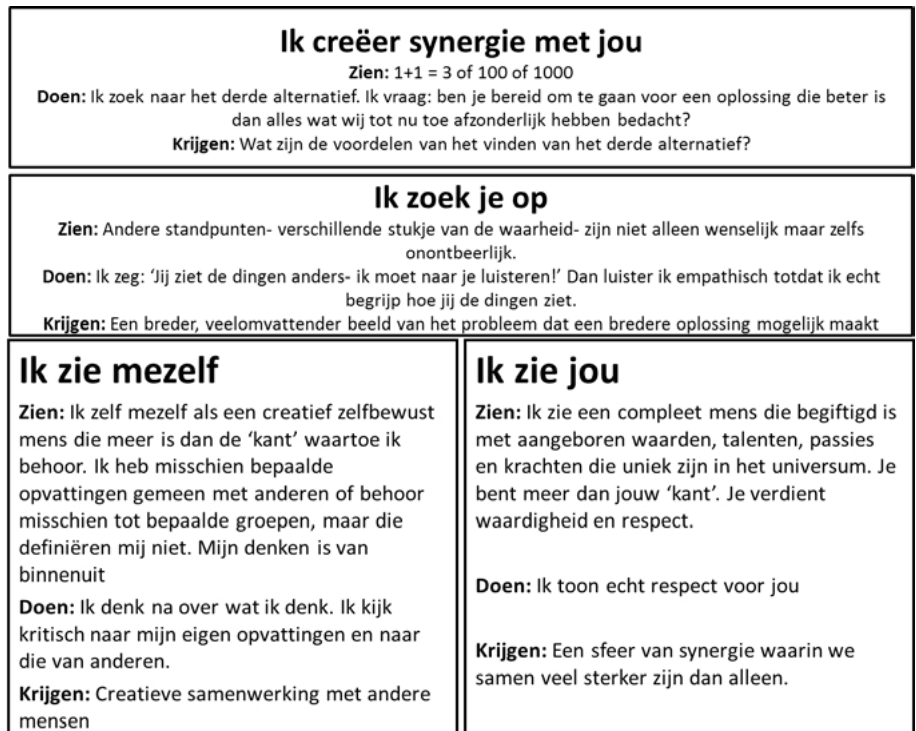 Ik creëer synergie met jou
Zien: 1+1 = 3 of 100 of 1000
Doen: Ik zoek naar het derde alternatief. Ik vraag: ben je bereid om te gaan voor een oplossing die beter is
dan alles wat wij tot nu toe afzonderlijk hebben bedacht?
Krijgen: Wat zijn de voordelen van het vinden van het derde alternatief?
Ik zoek je op
Zien: Andere standpunten- verschillende stukje van de waarheid- zijn niet alleen wenselijk maar zelfs
onontbeerlijk.
Doen: Ik zeg: ‘Jij ziet de dingen anders- ik moet naar je luisteren!’ Dan luister ik empathisch totdat ik echt
begrijp hoe jij de dingen ziet.
Krijgen: Een breder, veelomvattender beeld van het probleem dat een bredere oplossing mogelijk maakt
Ik zie mezelf
Zien: Ik zelf mezelf als een creatief zelfbewust
mens die meer is dan de ‘kant’ waartoe ik
behoor. Ik heb misschien bepaalde
opvattingen gemeen met anderen of behoor
misschien tot bepaalde groepen, maar die
definiëren mij niet. Mijn denken is van
binnenuit
Doen: Ik denk na over wat ik denk. Ik kijk
kritisch naar mijn eigen opvattingen en naar
die van anderen.
Krijgen: Creatieve samenwerking met andere
mensen
Ik zie jou
Zien: Ik zie een compleet mens die begiftigd is
met aangeboren waarden, talenten, passies
en krachten die uniek zijn in het universum. Je
bent meer dan jouw ‘kant’. Je verdient
waardigheid en respect.
Doen: Ik toon echt respect voor jou
Krijgen: Een sfeer van synergie waarin we
samen veel sterker zijn dan alleen.